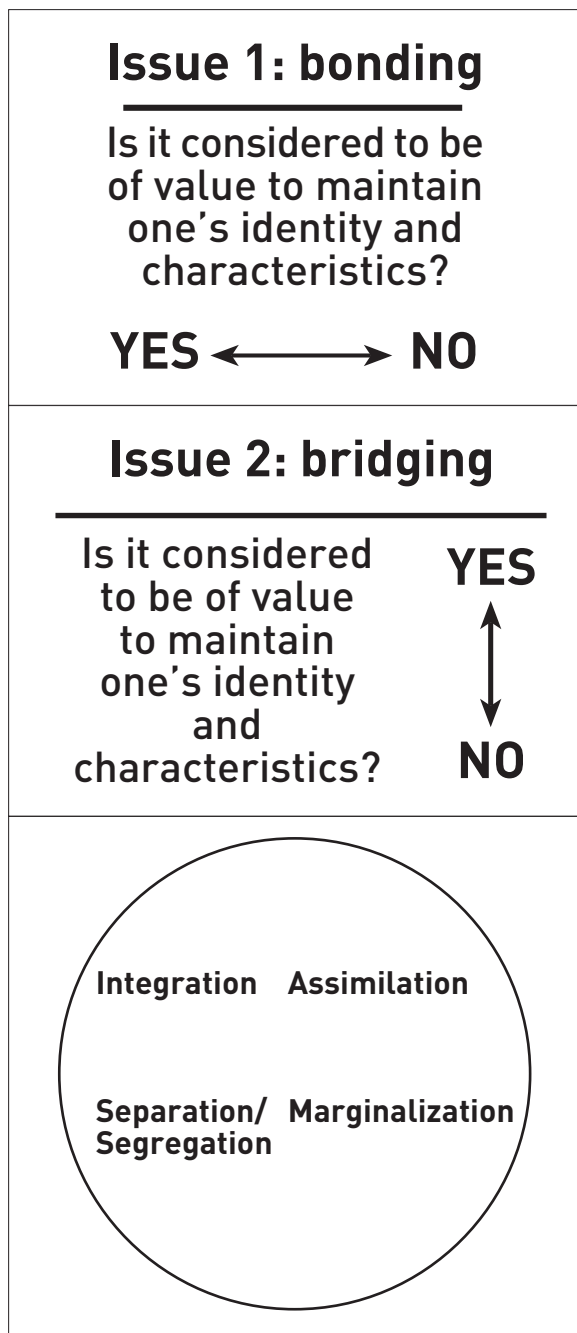 Issue 1: bonding
Is it considered to be
of value to maintain
one’s identity and
characteristics?
YES NO
Issue 2: bridging
Is it considered
to be of value
to maintain
one’s identity
and
characteristics?
YES
NO
Integration Assimilation
Separation/ Marginalization
Segregation